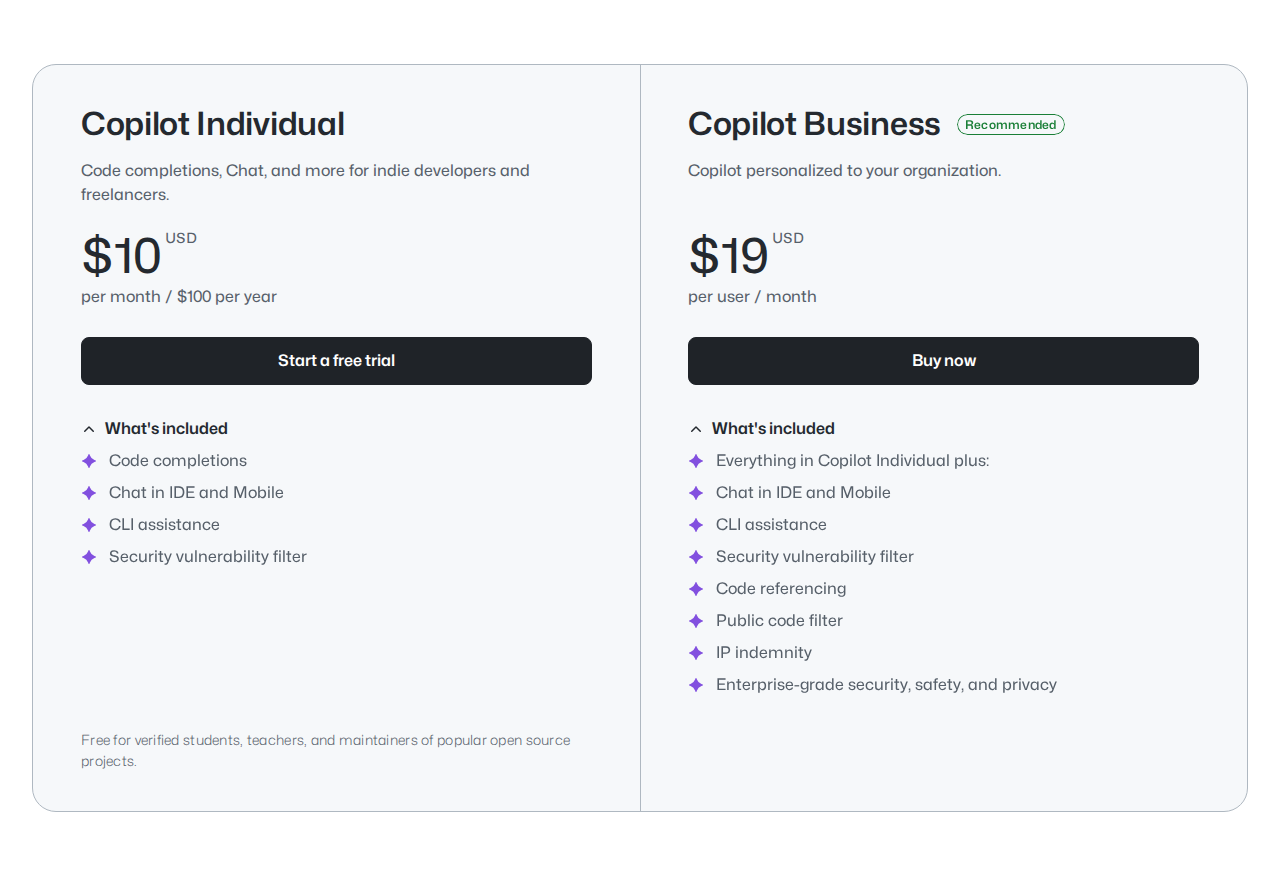 Copilot Individual
Code completions, Chat, and more for indie developers and
freelancers.
$10 USD
per month / $100 per year
Start a free trial
What's included
Code completions
Chat in IDE and Mobile
CLI assistance
Security vulnerability filter
Free for verified students, teachers, and maintainers of popular open source
projects.
Copilot Business Recommended
Copilot personalized to your organization.
$19 USD
per user / month
Buy now
What's included
Everything in Copilot Individual plus:
Chat in IDE and Mobile
CLI assistance
Security vulnerability filter
Code referencing
Public code filter
IP indemnity
Enterprise-grade security, safety, and privacy